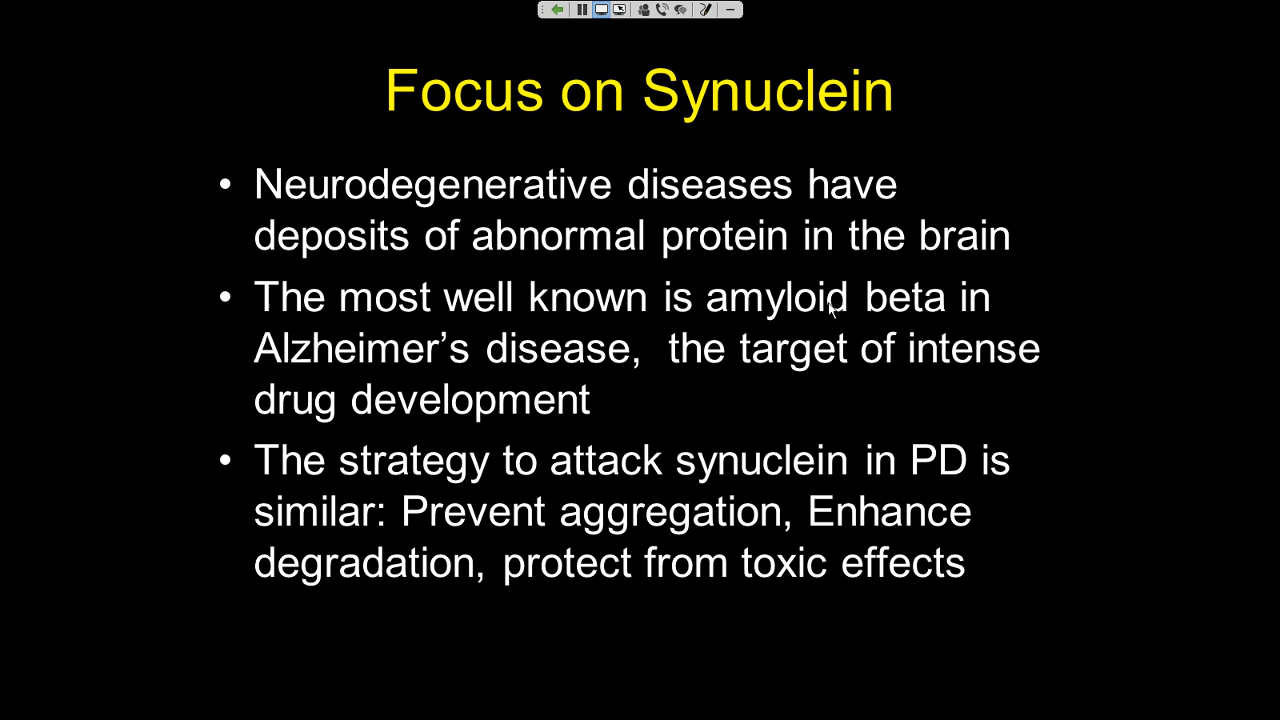 Focus on Synuclein
• Neurodegenerative diseases have
deposits of abnormal protein in the brain
• The most well known is amyloid beta in
Alzheimer’s disease,  the target of intense
drug development
• The strategy to attack synuclein in PD is
similar: Prevent aggregation, Enhance
degradation, protect from toxic effects